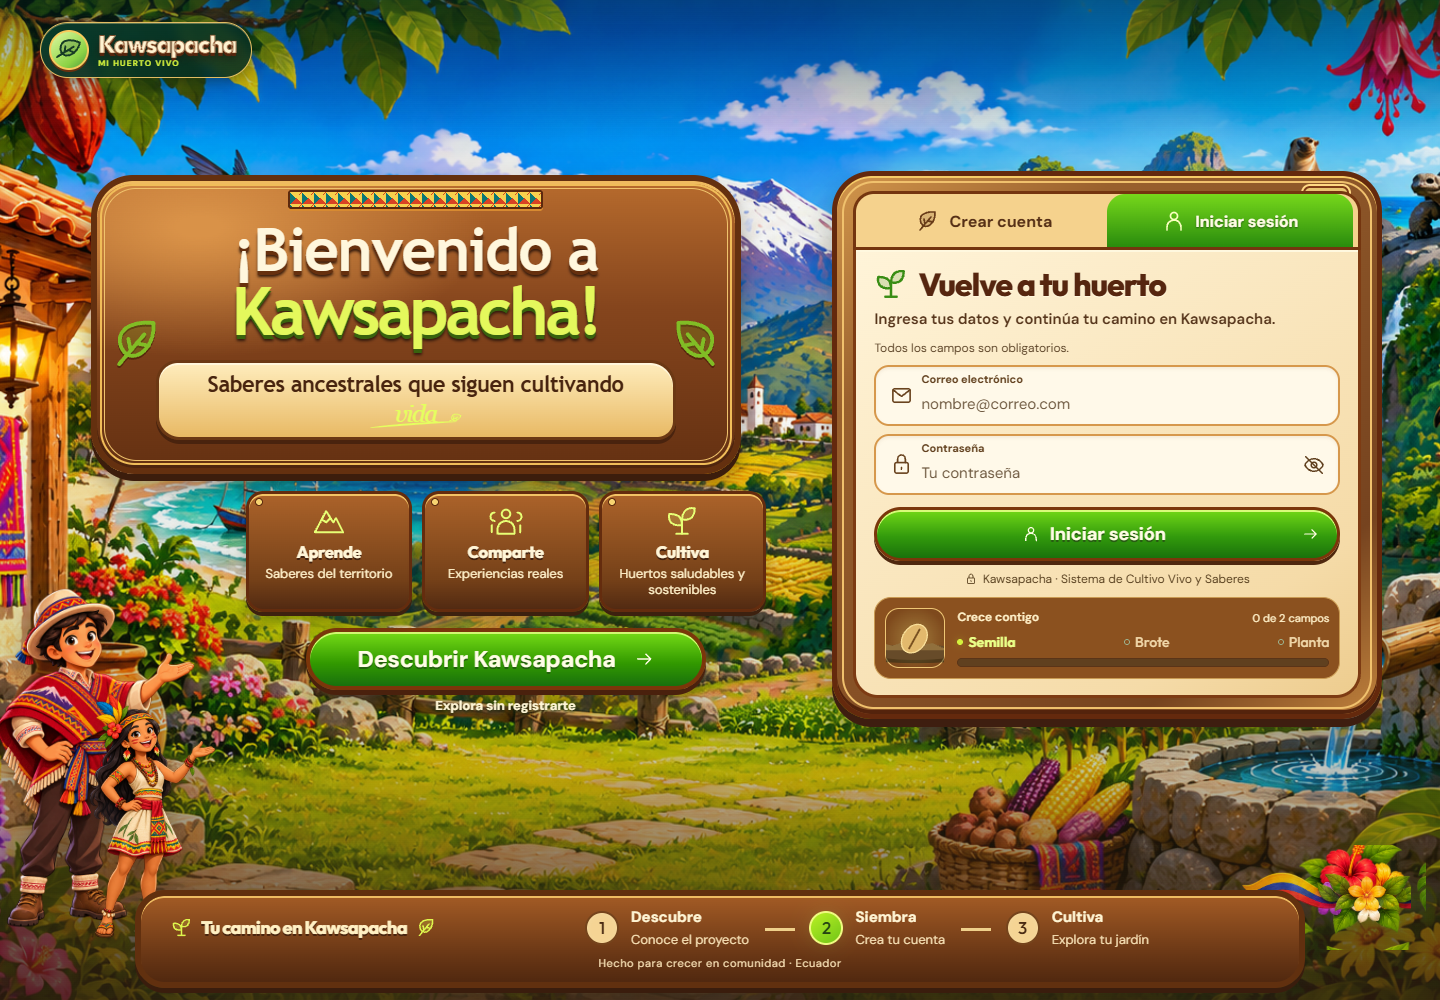 Kawsapacha
MI HUERTO VIVO
¡Bienvenido a
Kawsapacha!
Saberes ancestrales que siguen cultivando
vida
Aprende
Saberes del territorio
Comparte
Experiencias reales
Cultiva
Huertos saludables y
sostenibles
Descubrir Kawsapacha
Explora sin registrarte
Crear cuenta
Iniciar sesión
Vuelve a tu huerto
Ingresa tus datos y continúa tu camino en Kawsapacha.
Todos los campos son obligatorios.
Correo electrónico
nombre@correo.com
Contraseña
Tu contraseña
Iniciar sesión
Kawsapacha · Sistema de Cultivo Vivo y Saberes
Crece contigo
0 de 2 campos
Semilla
Brote
Planta
Tu camino en Kawsapacha
1
Descubre
Conoce el proyecto
2
Siembra
Crea tu cuenta
3
Cultiva
Explora tu jardín
Hecho para crecer en comunidad · Ecuador